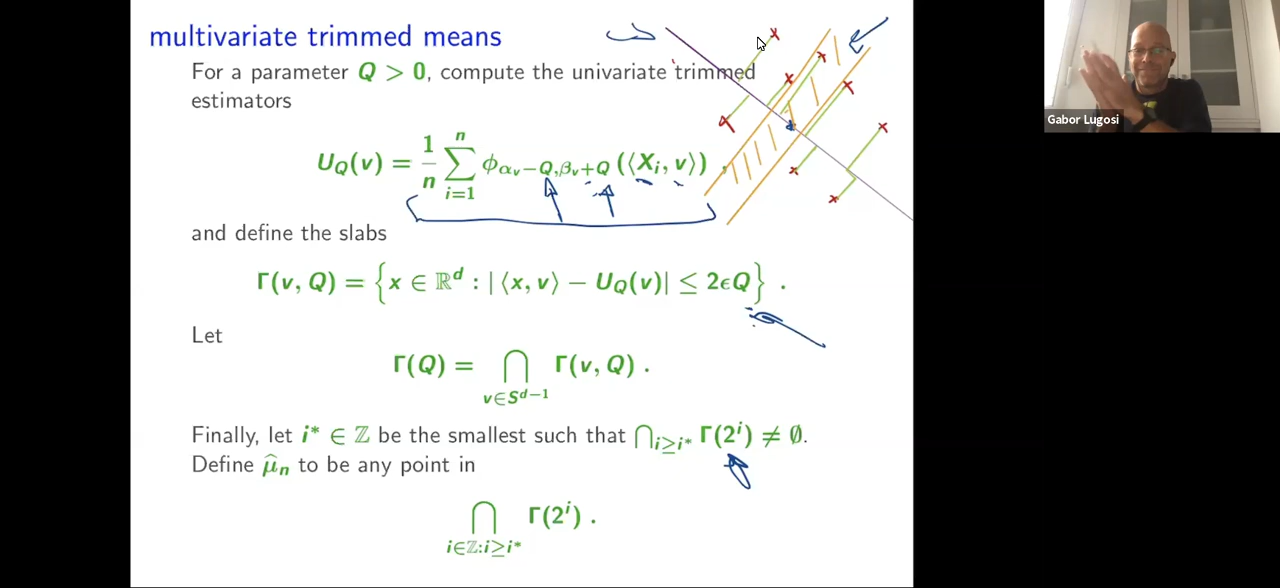 multivariate trimmed means
For a parameter Q > 0, compute the univariate trimmed
estimators
U_Q(v) = \frac{1}{n} \sum_{i=1}^{n} ϕ_{α_v−Q,β_v+Q} (⟨X_i, v⟩) .
and define the slabs
Γ(v, Q) = { x ∈ ℝ^d : | ⟨x, v⟩ − U_Q(v)| ≤ 2ϵQ } .
Let
Γ(Q) = ⋂_{v∈S^{d−1}} Γ(v, Q) .
Finally, let i* ∈ ℤ be the smallest such that ⋂_{i≥i*} Γ(2^i) ≠ ∅.
Define μ̂_n to be any point in
⋂_{i∈ℤ:i≥i*} Γ(2^i) .
Gabor Lugosi